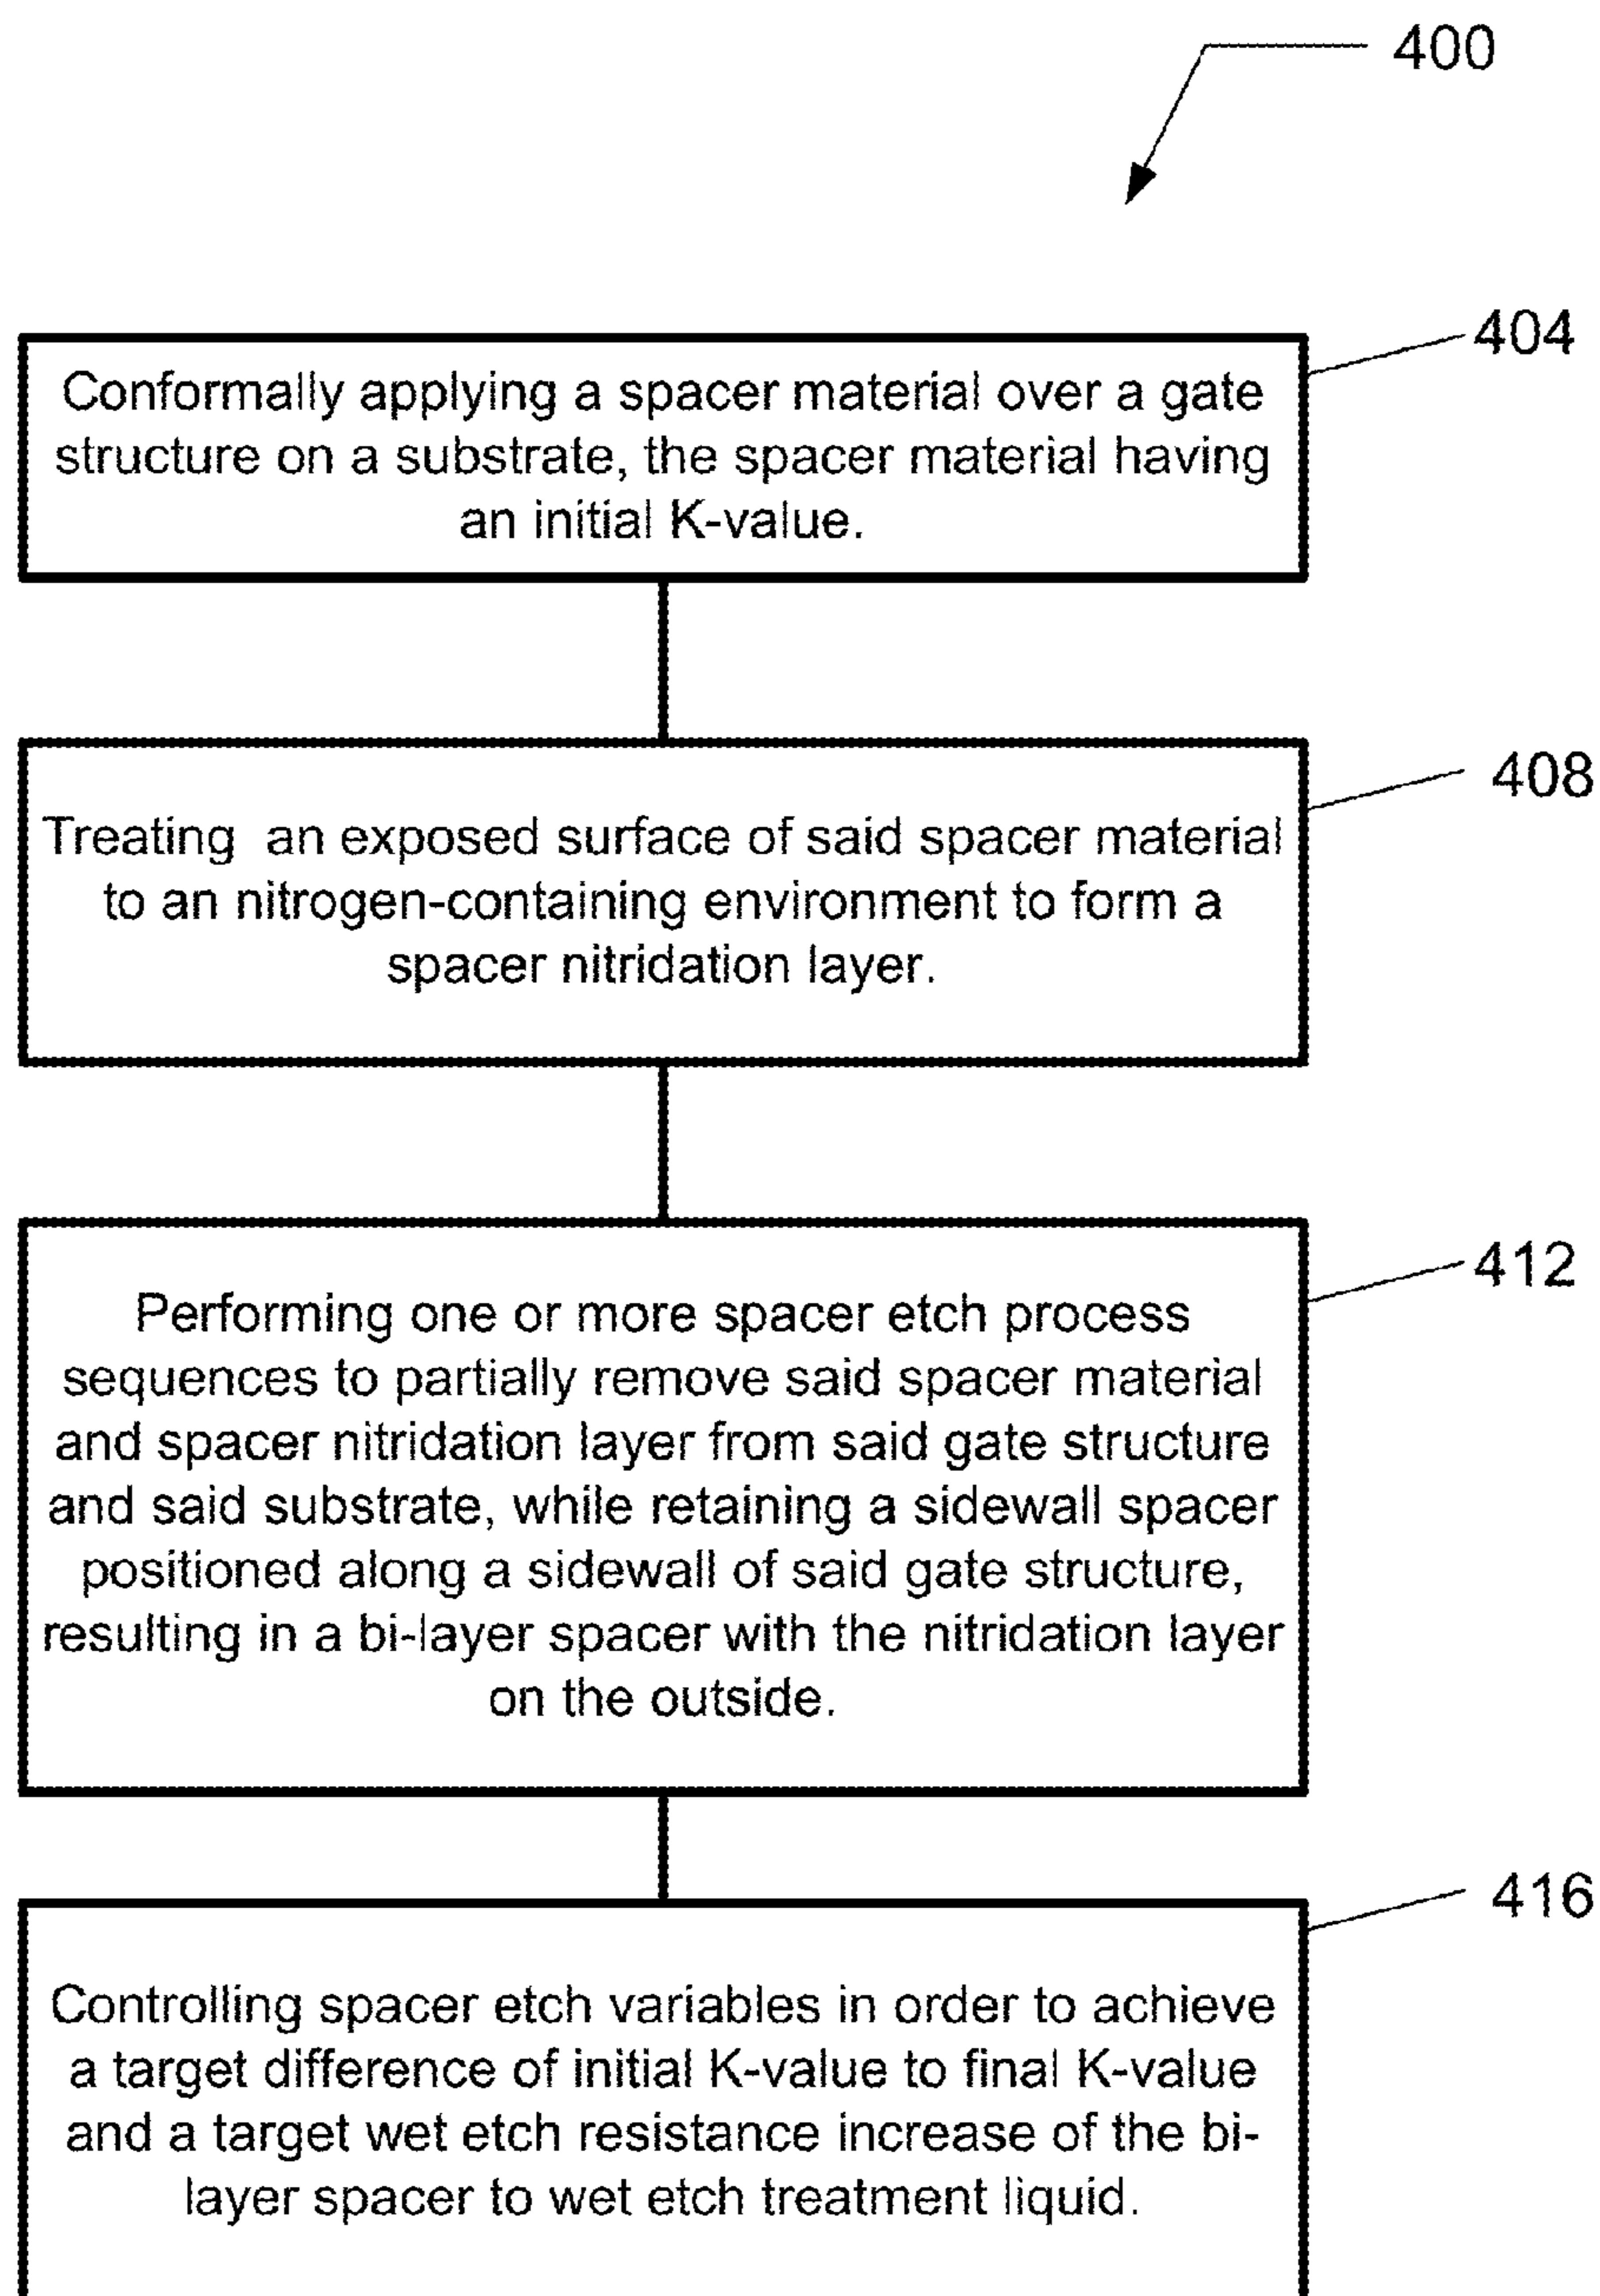 400
404
Conformally applying a spacer material over a gate
structure on a substrate, the spacer material having
an initial K-value.
408
Treating an exposed surface of said spacer material
to an nitrogen-containing environment to form a
spacer nitridation layer.
412
Performing one or more spacer etch process
sequences to partially remove said spacer material
and spacer nitridation layer from said gate structure
and said substrate, while retaining a sidewall spacer
positioned along a sidewall of said gate structure,
resulting in a bi-layer spacer with the nitridation layer
on the outside.
416
Controlling spacer etch variables in order to achieve
a target difference of initial K-value to final K-value
and a target wet etch resistance increase of the bi-
layer spacer to wet etch treatment liquid.